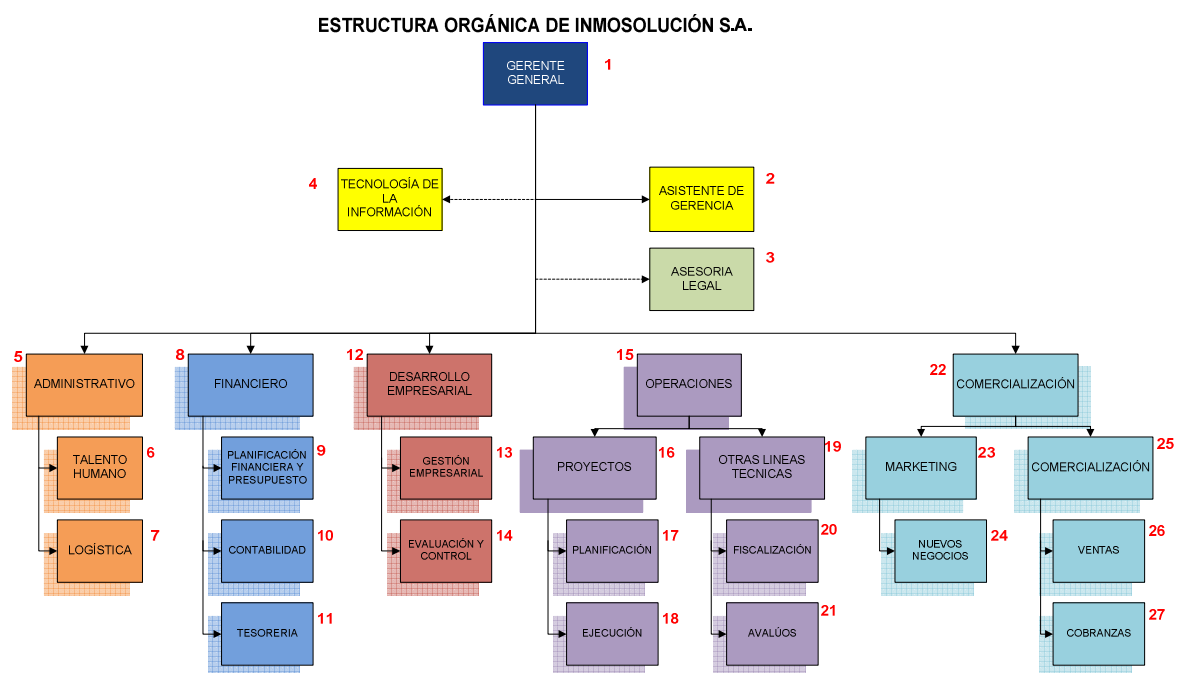 ESTRUCTURA ORGÁNICA DE INMOSOLUCIÓN S.A.
GERENTE
GENERAL
1
4
TECNOLOGÍA DE
LA
INFORMACIÓN
ASISTENTE DE
GERENCIA
2
ASESORIA
LEGAL
3
5
ADMINISTRATIVO
8
FINANCIERO
12
DESARROLLO
EMPRESARIAL
15
OPERACIONES
22
COMERCIALIZACIÓN
TALENTO
HUMANO
6
PLANIFICACIÓN
FINANCIERA Y
PRESUPUESTO
9
GESTIÓN
EMPRESARIAL
13
PROYECTOS
16
OTRAS LINEAS
TECNICAS
19
MARKETING
23
COMERCIALIZACIÓN
25
LOGÍSTICA
7
CONTABILIDAD
10
EVALUACIÓN Y
CONTROL
14
PLANIFICACIÓN
17
FISCALIZACIÓN
20
NUEVOS
NEGOCIOS
24
VENTAS
26
TESORERIA
11
EJECUCIÓN
18
AVALÚOS
21
COBRANZAS
27